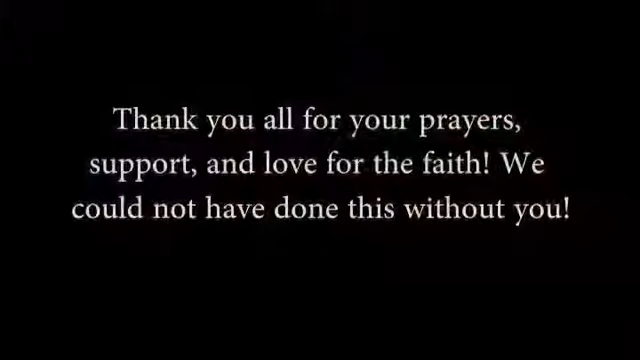 Thank you all for your prayers,
support, and love for the faith! We
could not have done this without you!